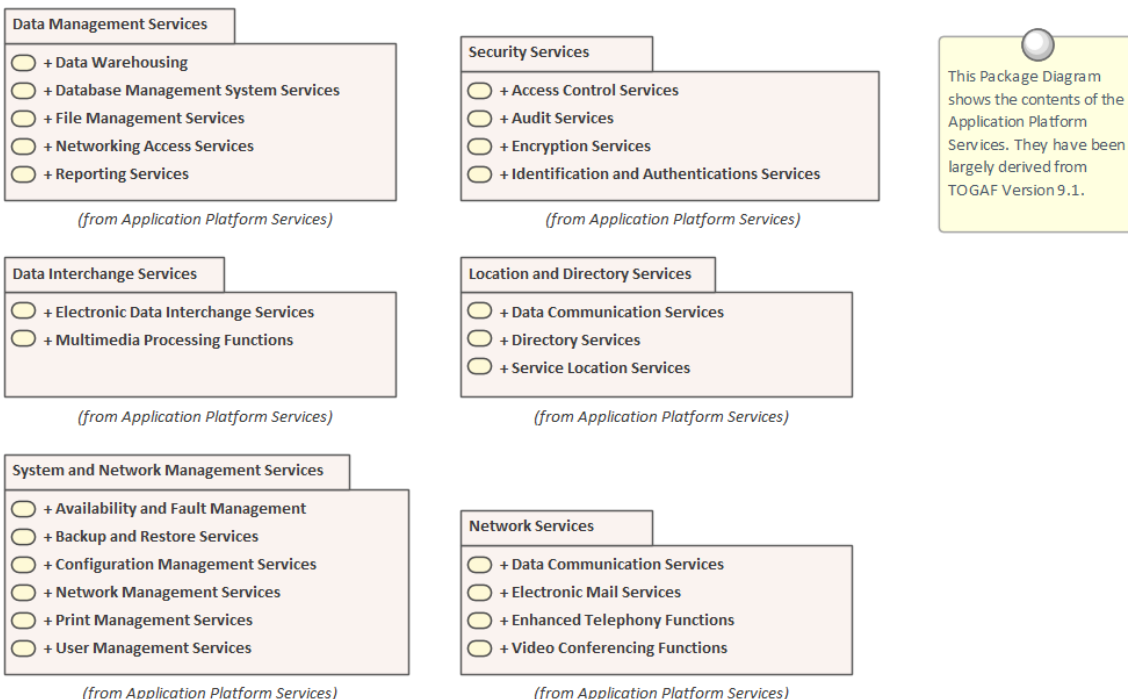 Data Management Services
+ Data Warehousing
+ Database Management System Services
+ File Management Services
+ Networking Access Services
+ Reporting Services
(from Application Platform Services)
Security Services
+ Access Control Services
+ Audit Services
+ Encryption Services
+ Identification and Authentications Services
(from Application Platform Services)
This Package Diagram
shows the contents of the
Application Platform
Services. They have been
largely derived from
TOGAF Version 9.1.
Data Interchange Services
+ Electronic Data Interchange Services
+ Multimedia Processing Functions
(from Application Platform Services)
Location and Directory Services
+ Data Communication Services
+ Directory Services
+ Service Location Services
(from Application Platform Services)
System and Network Management Services
+ Availability and Fault Management
+ Backup and Restore Services
+ Configuration Management Services
+ Network Management Services
+ Print Management Services
+ User Management Services
(from Application Platform Services)
Network Services
+ Data Communication Services
+ Electronic Mail Services
+ Enhanced Telephony Functions
+ Video Conferencing Functions
(from Application Platform Services)